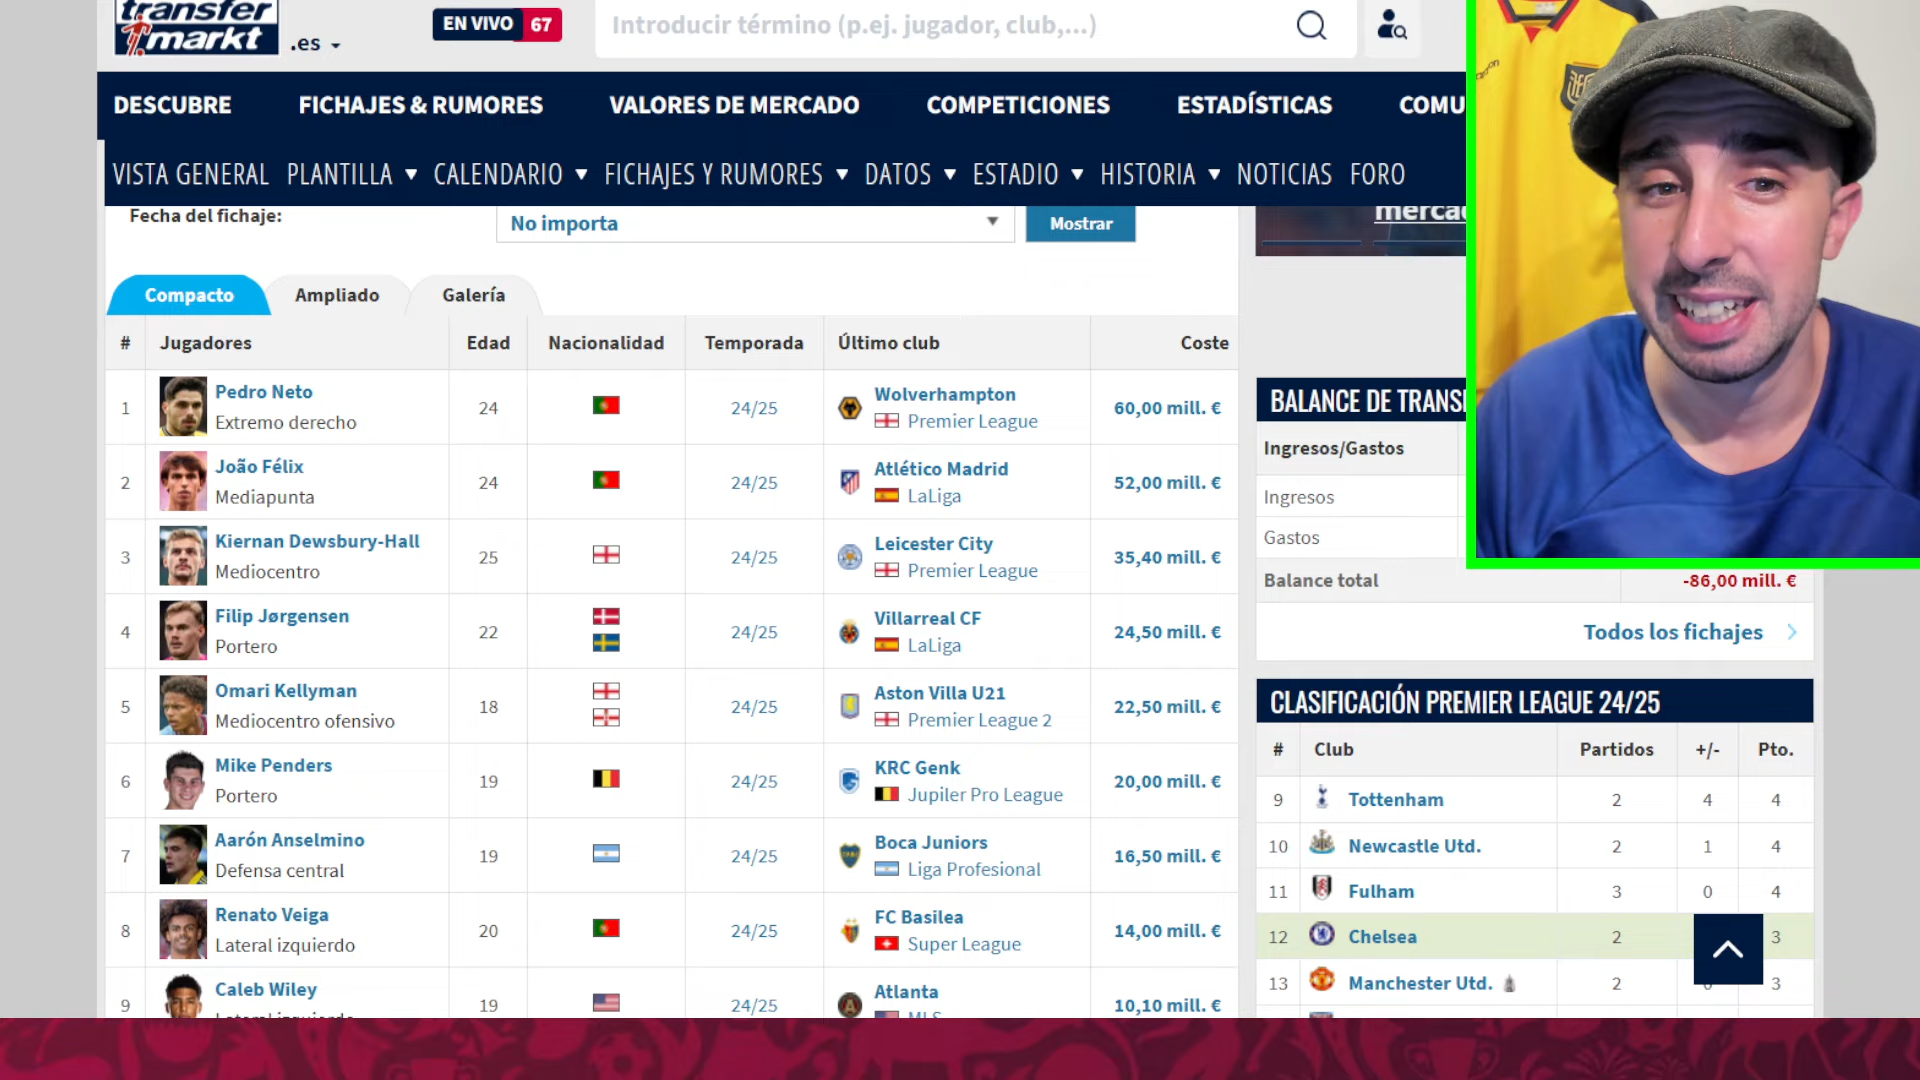 transfer
markt
.es
EN VIVO 67
Introducir término (p.ej. jugador, club,...)
DESCUBRE FICHAJES & RUMORES VALORES DE MERCADO COMPETICIONES ESTADÍSTICAS COMU
VISTA GENERAL PLANTILLA CALENDARIO FICHAJES Y RUMORES DATOS ESTADIO HISTORIA NOTICIAS FORO
Fecha del fichaje:
No importa
Mostrar
Compacto Ampliado Galería
# Jugadores Edad Nacionalidad Temporada Último club Coste
1 Pedro Neto 24 24/25 Wolverhampton 60,00 mill. €
Extremo derecho Premier League
2 João Félix 24 24/25 Atlético Madrid 52,00 mill. €
Mediapunta LaLiga
3 Kiernan Dewsbury-Hall 25 24/25 Leicester City 35,40 mill. €
Mediocentro Premier League
4 Filip Jørgensen 22 24/25 Villarreal CF 24,50 mill. €
Portero LaLiga
5 Omari Kellyman 18 24/25 Aston Villa U21 22,50 mill. €
Mediocentro ofensivo Premier League 2
6 Mike Penders 19 24/25 KRC Genk 20,00 mill. €
Portero Jupiler Pro League
7 Aarón Anselmino 19 24/25 Boca Juniors 16,50 mill. €
Defensa central Liga Profesional
8 Renato Veiga 20 24/25 FC Basilea 14,00 mill. €
Lateral izquierdo Super League
9 Caleb Wiley 19 24/25 Atlanta 10,10 mill. €
Lateral izquierdo MLS
merca
BALANCE DE TRANS
Ingresos/Gastos
Ingresos
Gastos
Balance total -86,00 mill. €
Todos los fichajes
CLASIFICACIÓN PREMIER LEAGUE 24/25
# Club Partidos +/- Pto.
9 Tottenham 2 4 4
10 Newcastle Utd. 2 1 4
11 Fulham 3 0 4
12 Chelsea 2 3
13 Manchester Utd. 2 0 3